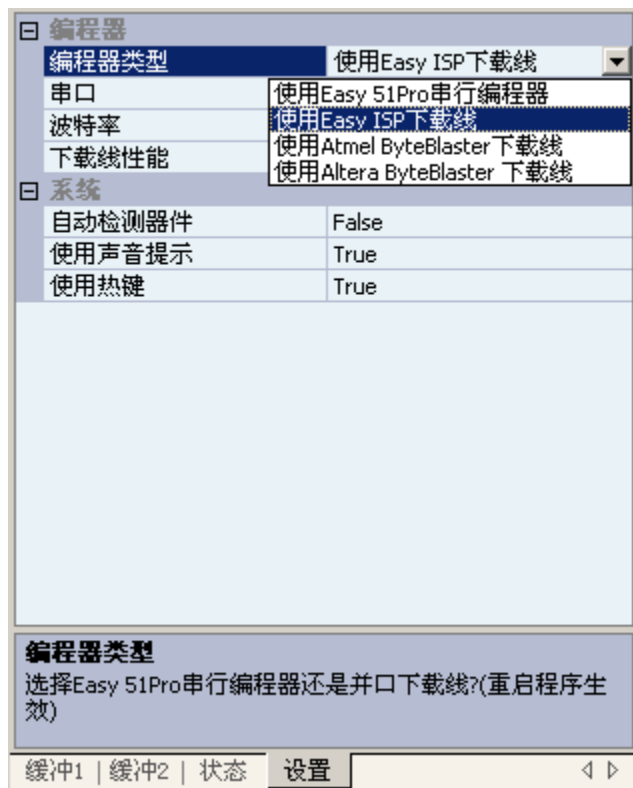 编程器
编程器类型 使用Easy ISP下载线
串口 使用Easy 51Pro串行编程器
波特率 使用Easy ISP下载线
使用Atmel ByteBlaster下载线
下载线性能 使用Altera ByteBlaster 下载线
系统
自动检测器件 False
使用声音提示 True
使用热键 True
编程器类型
选择Easy 51Pro串行编程器还是并口下载线?(重启程序生
效)
缓冲1 | 缓冲2 | 状态 设置